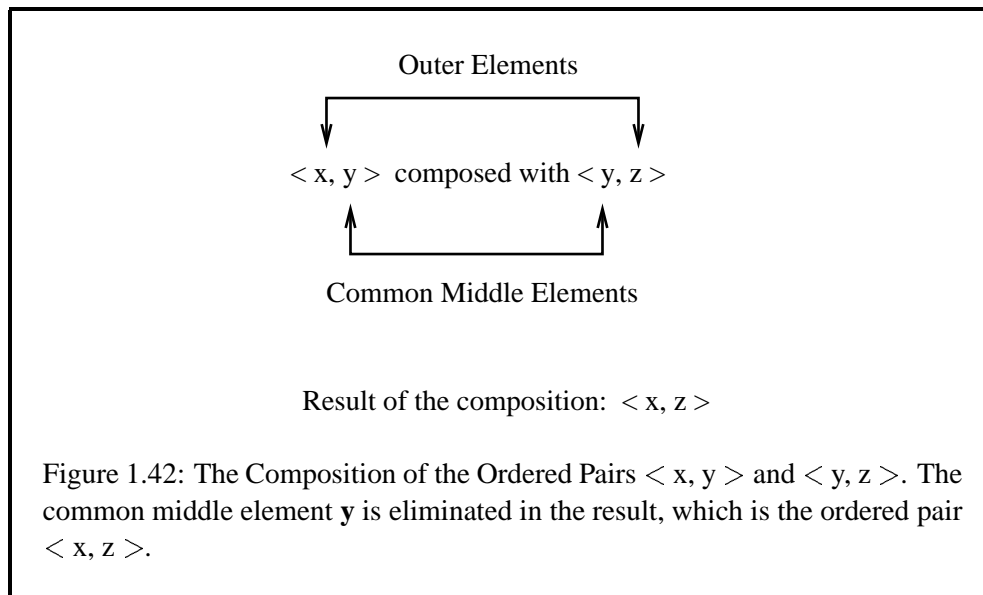 Outer Elements
< x, y > composed with < y, z >
Common Middle Elements
Result of the composition: < x, z >
Figure 1.42: The Composition of the Ordered Pairs < x, y > and < y, z >. The
common middle element y is eliminated in the result, which is the ordered pair
< x, z >.